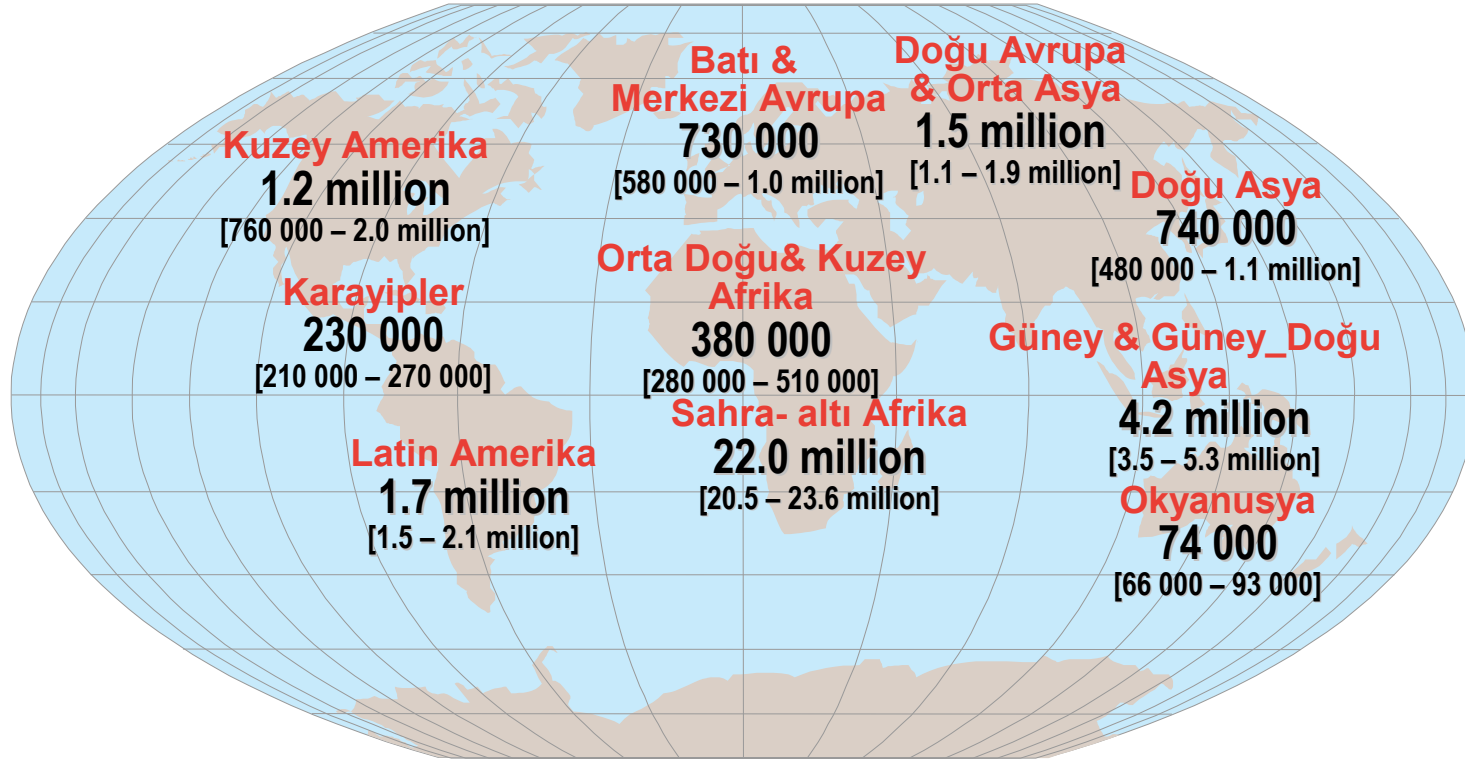 Batı &
Merkezi Avrupa
730 000
[580 000 – 1.0 million]
Doğu Avrupa
& Orta Asya
1.5 million
[1.1 – 1.9 million]
Kuzey Amerika
1.2 million
[760 000 – 2.0 million]
Doğu Asya
740 000
[480 000 – 1.1 million]
Orta Doğu& Kuzey
Afrika
380 000
[280 000 – 510 000]
Karayipler
230 000
[210 000 – 270 000]
Güney & Güney_Doğu
Asya
4.2 million
[3.5 – 5.3 million]
Sahra- altı Afrika
22.0 million
[20.5 – 23.6 million]
Latin Amerika
1.7 million
[1.5 – 2.1 million]
Okyanusya
74 000
[66 000 – 93 000]